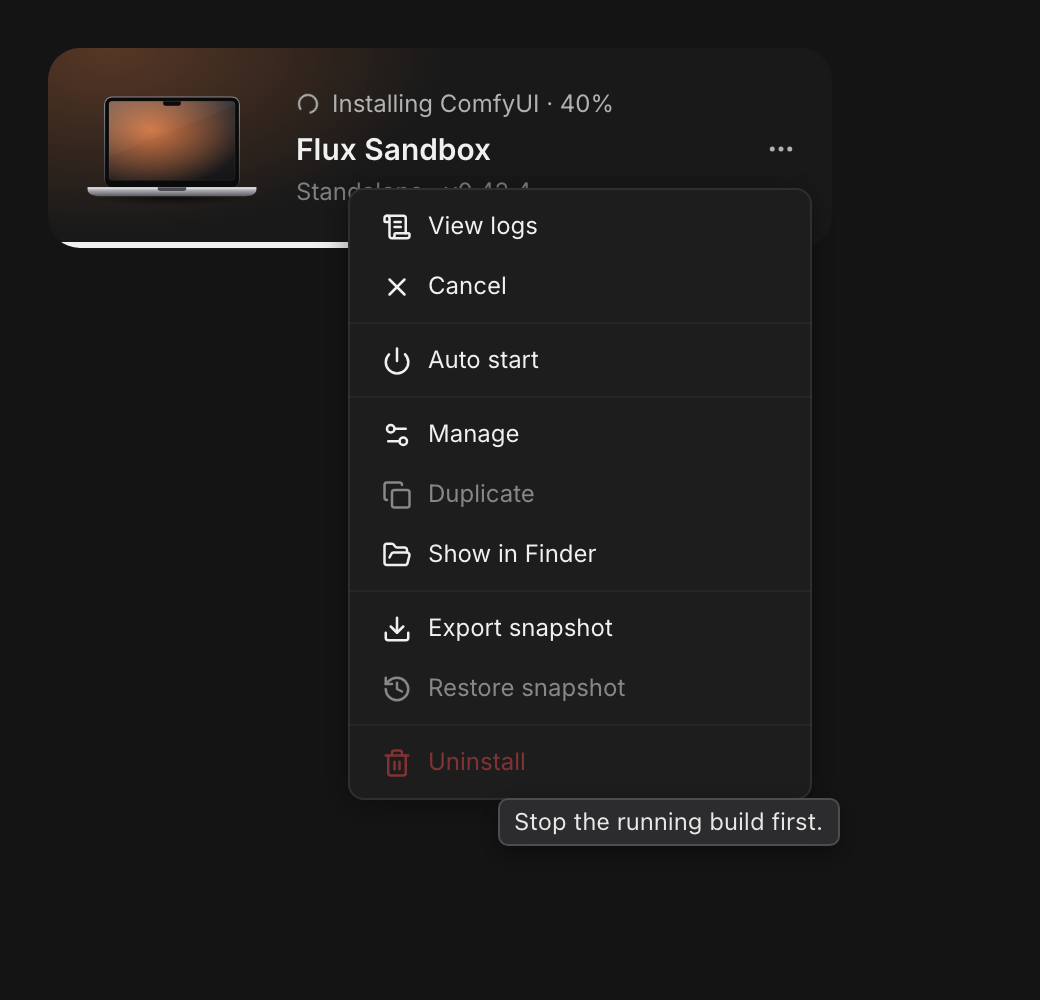 Installing ComfyUI · 40%
Flux Sandbox
Standalone
View logs
Cancel
Auto start
Manage
Duplicate
Show in Finder
Export snapshot
Restore snapshot
Uninstall
Stop the running build first.